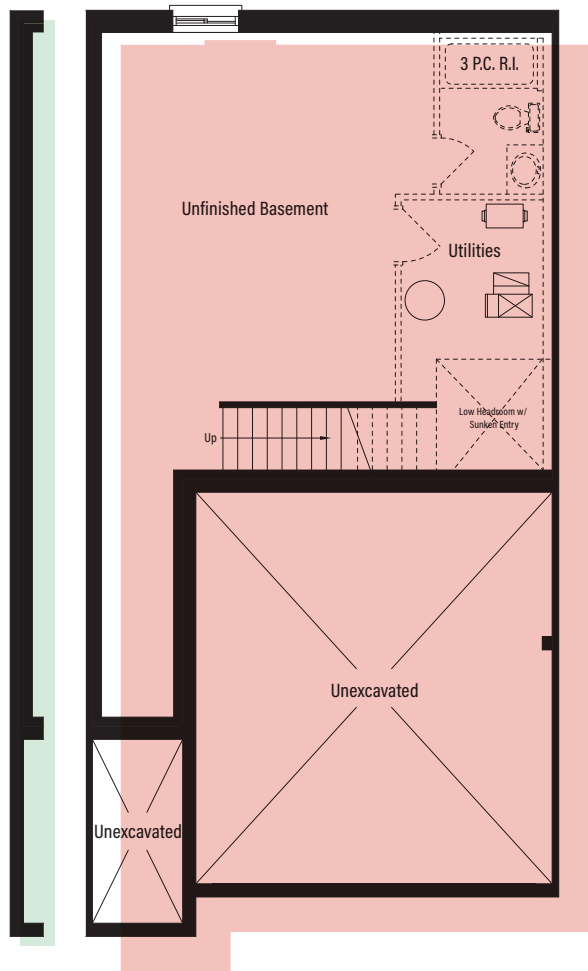 3 P.C. R.I.
Unfinished Basement
Utilities
Low Headroom w/
Sunken Entry
Up
Unexcavated
Unexcavated